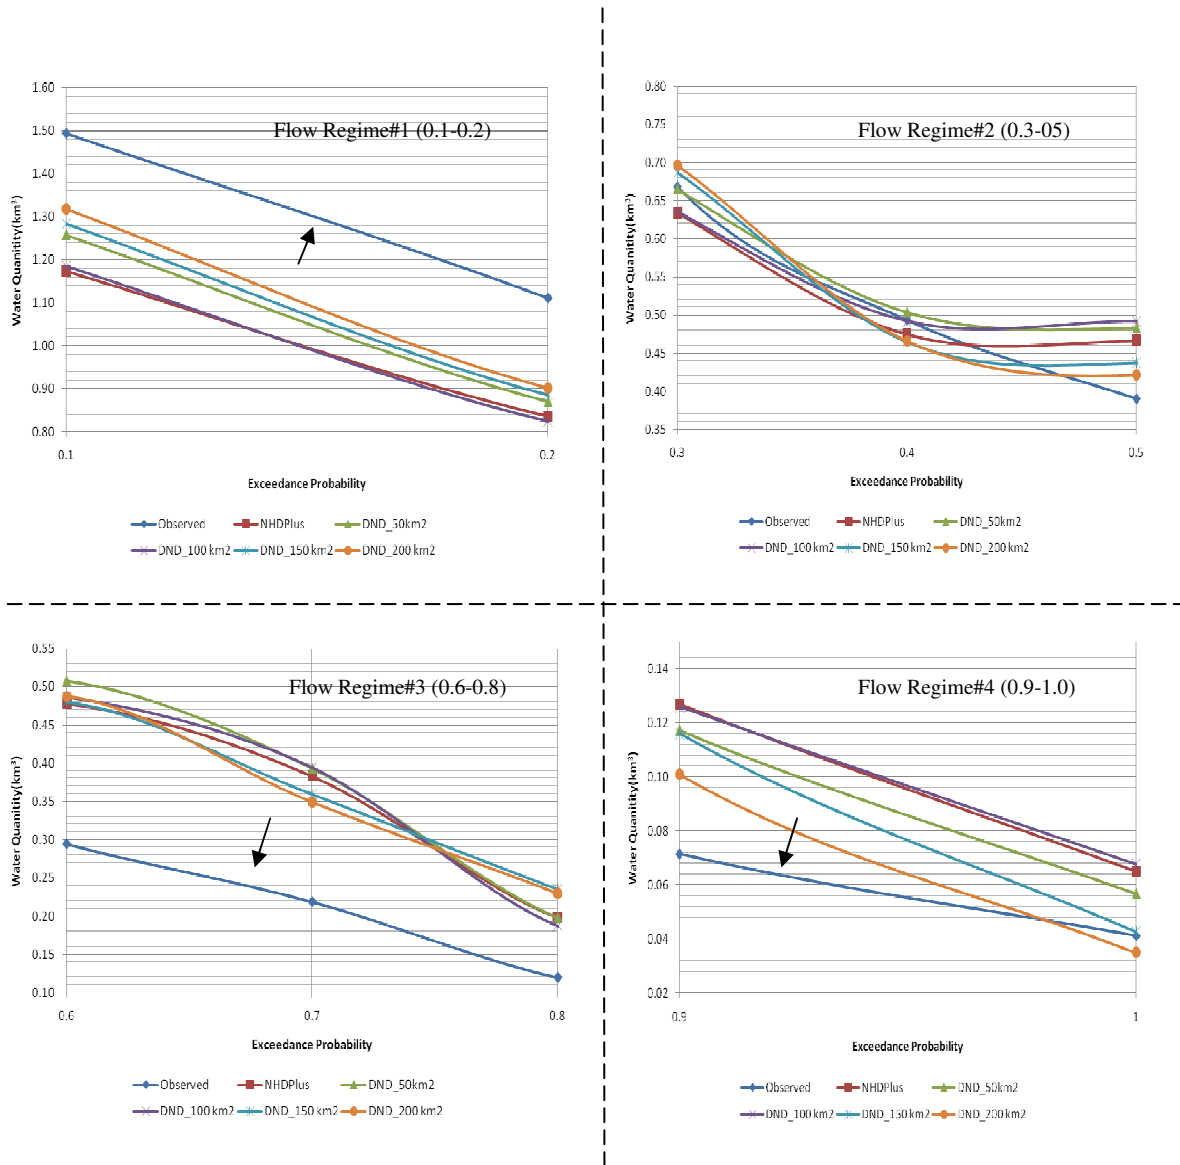 Flow Regime#1 (0.1-0.2)
Water Quanitity(km³)
1.60
1.50
1.40
1.30
1.20
1.10
1.00
0.90
0.80
0.1
0.2
Exceedance Probability
Observed
NHDPlus
DND_50km2
DND_100 km2
DND_150 km2
DND_200 km2
Flow Regime#2 (0.3-05)
Water Quanitity(km³)
0.80
0.75
0.70
0.65
0.60
0.55
0.50
0.45
0.40
0.35
0.3
0.4
0.5
Exceedance Probability
Observed
NHDPlus
DND_50km2
DND_100 km2
DND_150 km2
DND_200 km2
Flow Regime#3 (0.6-0.8)
Water Quanitity(km³)
0.55
0.50
0.45
0.40
0.35
0.30
0.25
0.20
0.15
0.10
0.6
0.7
0.8
Exceedance Probability
Observed
NHDPlus
DND_50km2
DND_100 km2
DND_150 km2
DND_200 km2
Flow Regime#4 (0.9-1.0)
Water Quanitity(km³)
0.14
0.12
0.10
0.08
0.06
0.04
0.02
0.9
1
Exceedance Probability
Observed
NHDPlus
DND_50km2
DND_100 km2
DND_150 km2
DND_200 km2